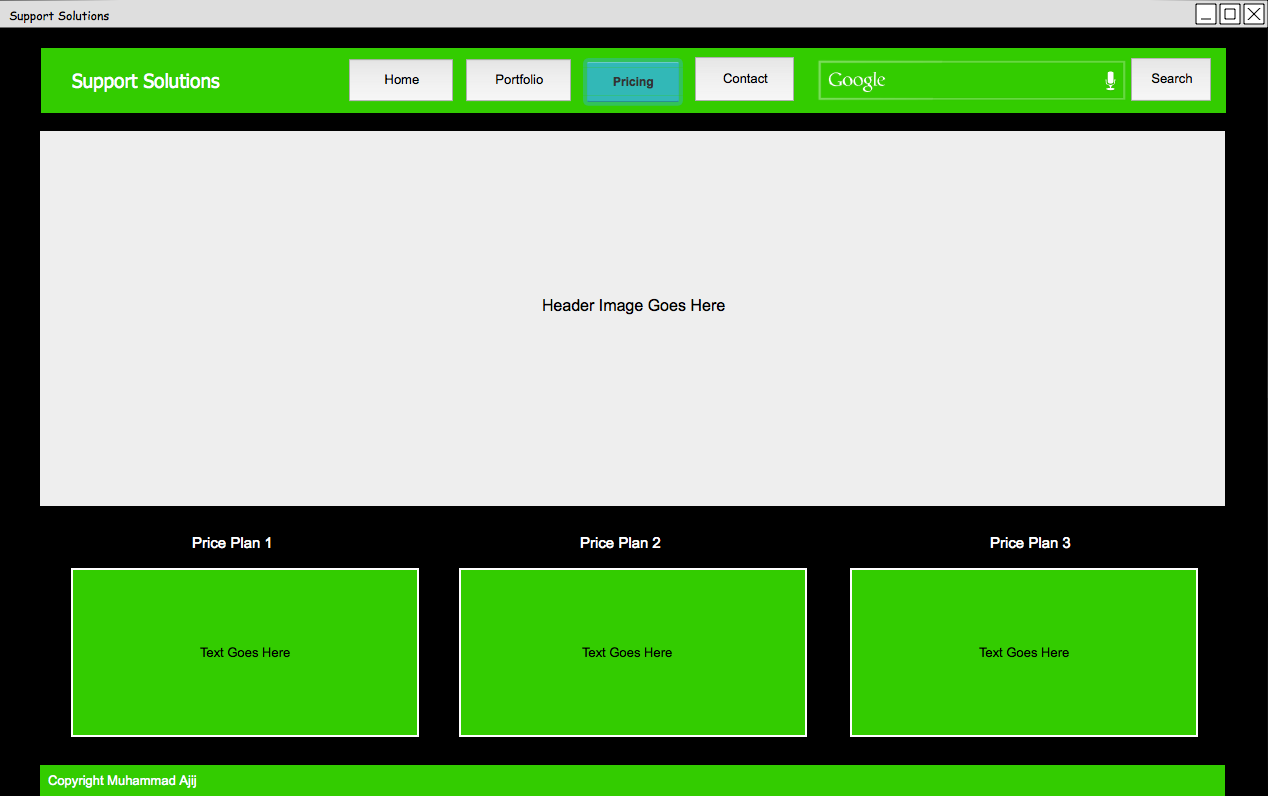 Support Solutions
Support Solutions
Home
Portfolio
Pricing
Contact
Google
Search
Header Image Goes Here
Price Plan 1
Price Plan 2
Price Plan 3
Text Goes Here
Text Goes Here
Text Goes Here
Copyright Muhammad Ajij